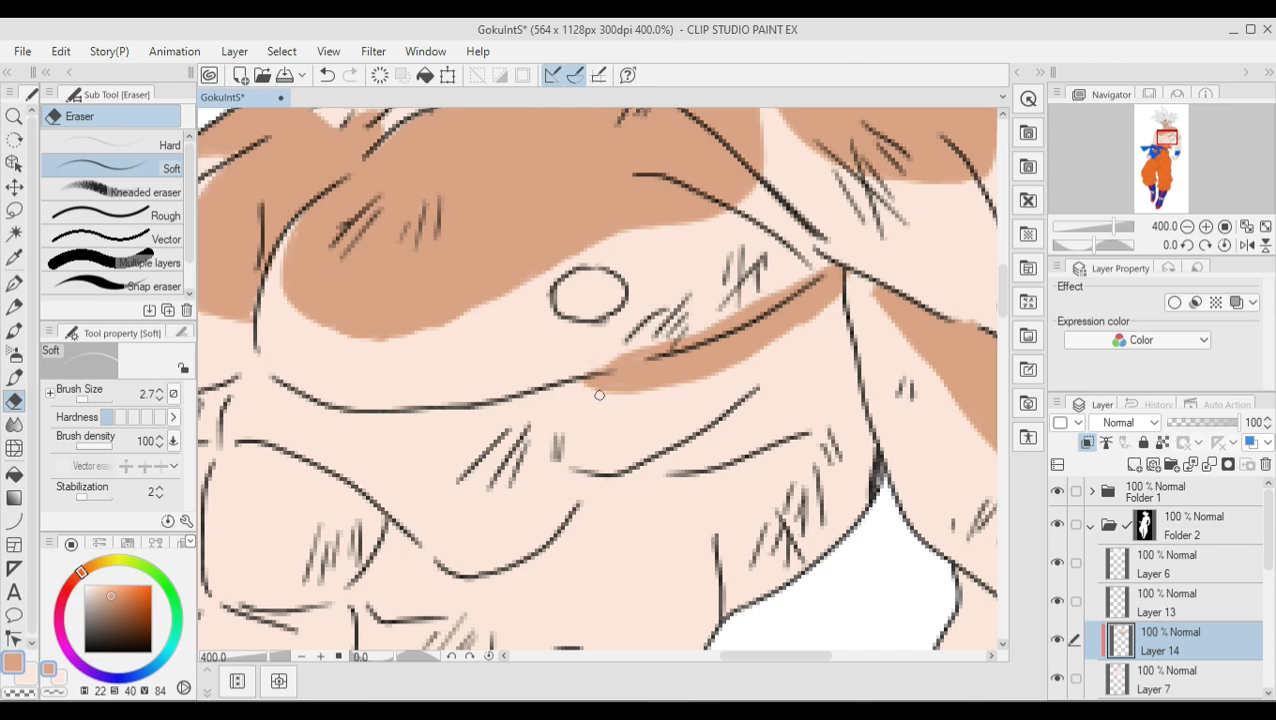 GokuIntS* (564 x 1128px 300dpi 400.0%)  - CLIP STUDIO PAINT EX
File Edit Story(P) Animation Layer Select View Filter Window Help
GokuIntS*
Sub Tool [Eraser]
Eraser
Hard
Soft
Kneaded eraser
Rough
Vector
Multiple layers
Snap eraser
Tool property [Soft]
Soft
Brush Size 2.7
Hardness
Brush density 100
Vector eras
Stabilization 2
22 S 40 V 84
400.0 0.0
Navigator
400.0
0.0
Layer Property
Effect
Expression color
Color
Layer History Auto Action
Normal 100
100 % Normal
Folder 1
100 % Normal
Folder 2
100 % Normal
Layer 6
100 % Normal
Layer 13
100 % Normal
Layer 14
100 % Normal
Layer 7